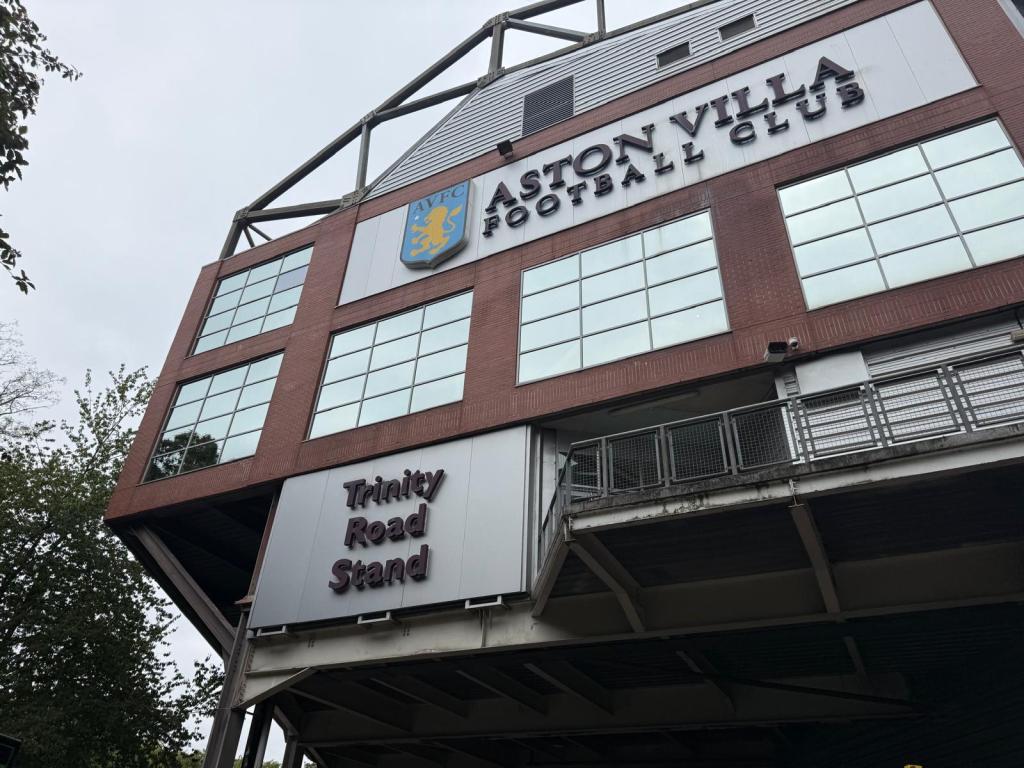 ASTON VILLA
FOOTBALL CLUB
AVFC
Trinity
Road
Stand